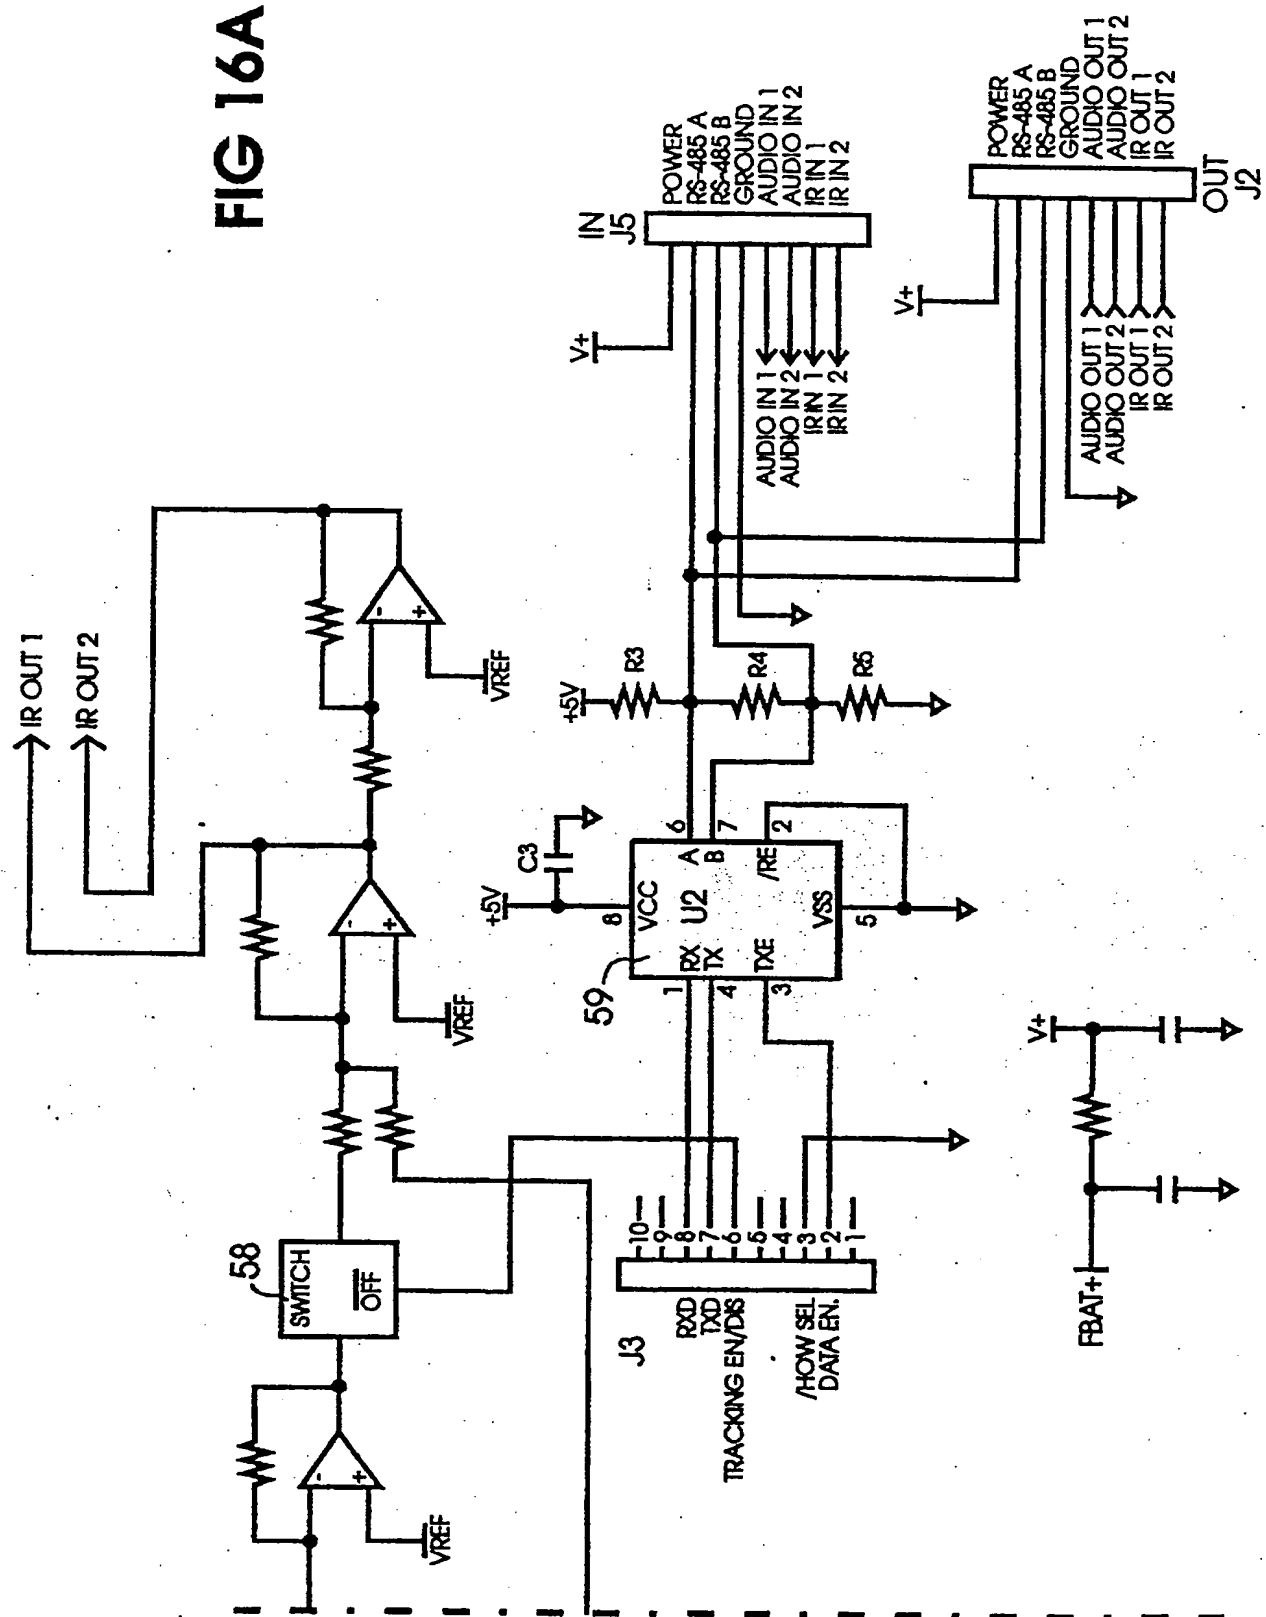 FIG 16A
IR OUT 1
IR OUT 2
-
+
VREF
-
+
VREF
-
+
VREF
58
SWITCH
OFF
+5V
C3
+5V
R3
R4
R5
8
VCC
U2
59
RX
TX
TXE
A
B
/RE
VSS
1
4
3
6
7
2
5
J3
10
9
8
7
6
5
4
3
2
1
RXD
TXD
TRACKING EN/DIS
/HOW SEL
DATA EN.
V+
IN
J5
POWER
RS-485 A
RS-485 B
GROUND
AUDIO IN 1
AUDIO IN 2
IR IN 1
IR IN 2
AUDIO IN 1
AUDIO IN 2
IR IN 1
IR IN 2
V+
POWER
RS-485 A
RS-485 B
GROUND
AUDIO OUT 1
AUDIO OUT 2
IR OUT 1
IR OUT 2
OUT
J2
AUDIO OUT 1
AUDIO OUT 2
IR OUT 1
IR OUT 2
FBAT+
V+